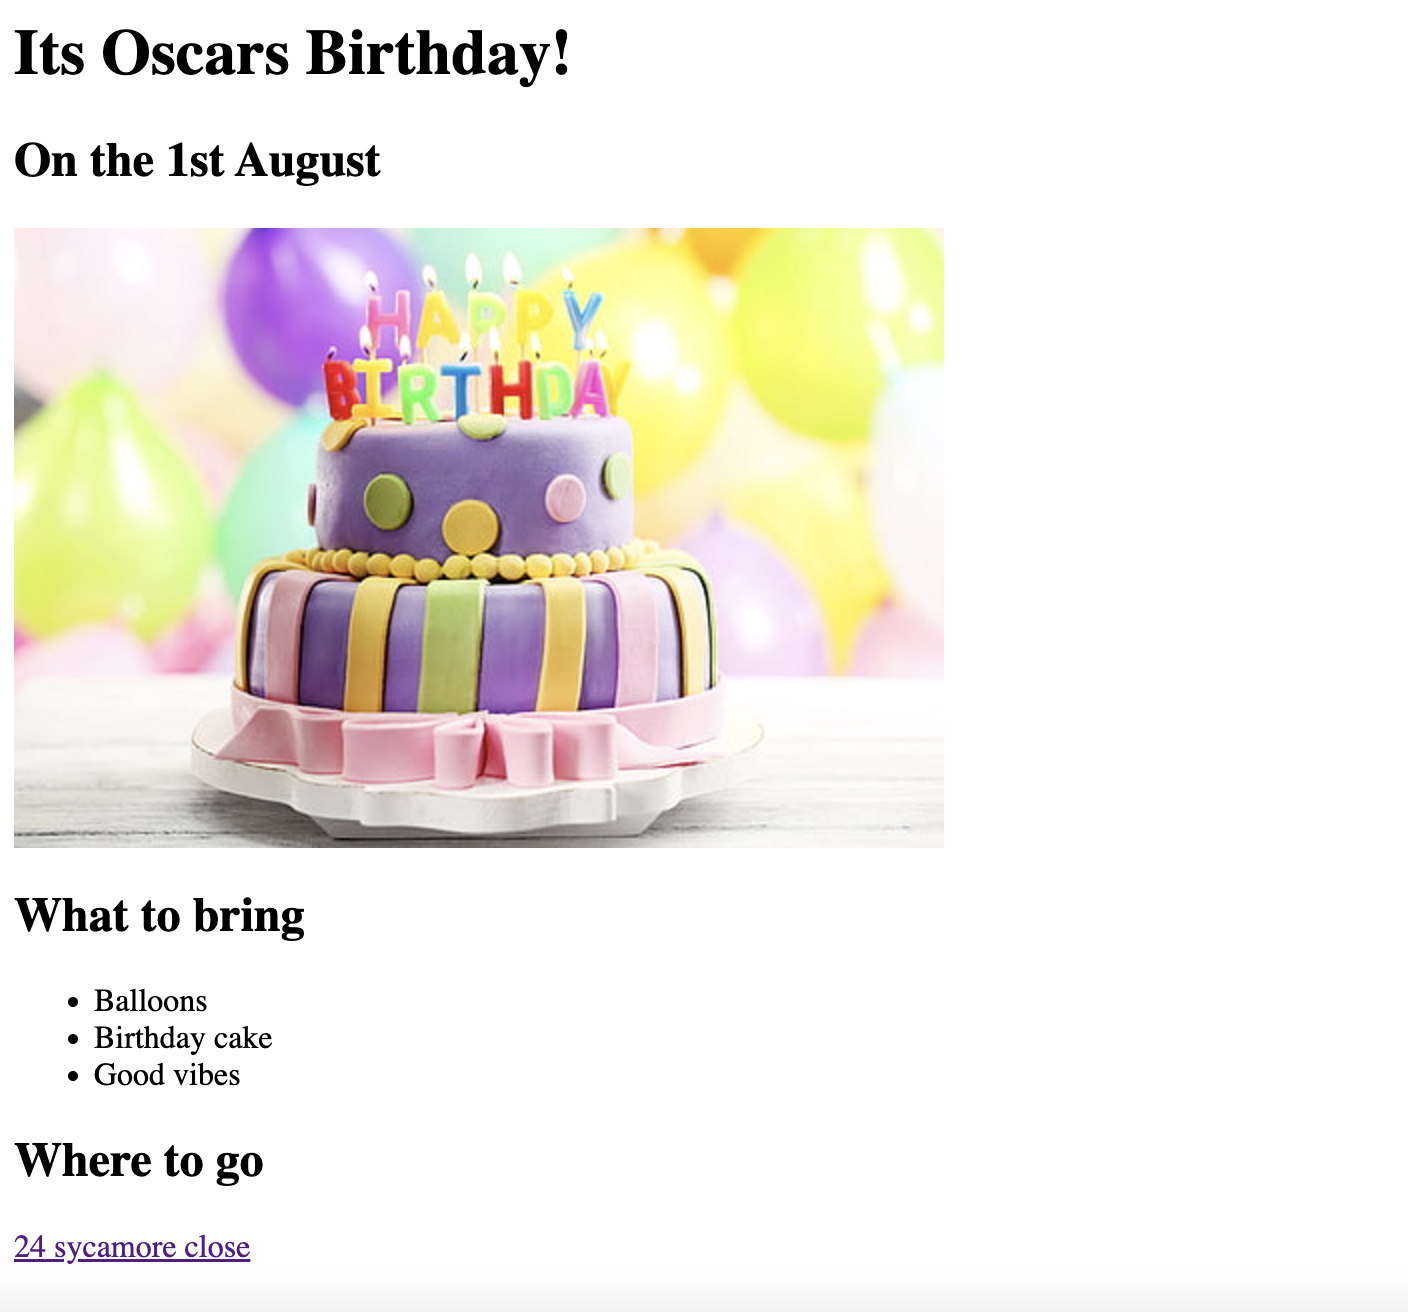 Its Oscars Birthday!
On the 1st August
HAPPY
BIRTHDAY
What to bring
Balloons
Birthday cake
Good vibes
Where to go
24 sycamore close